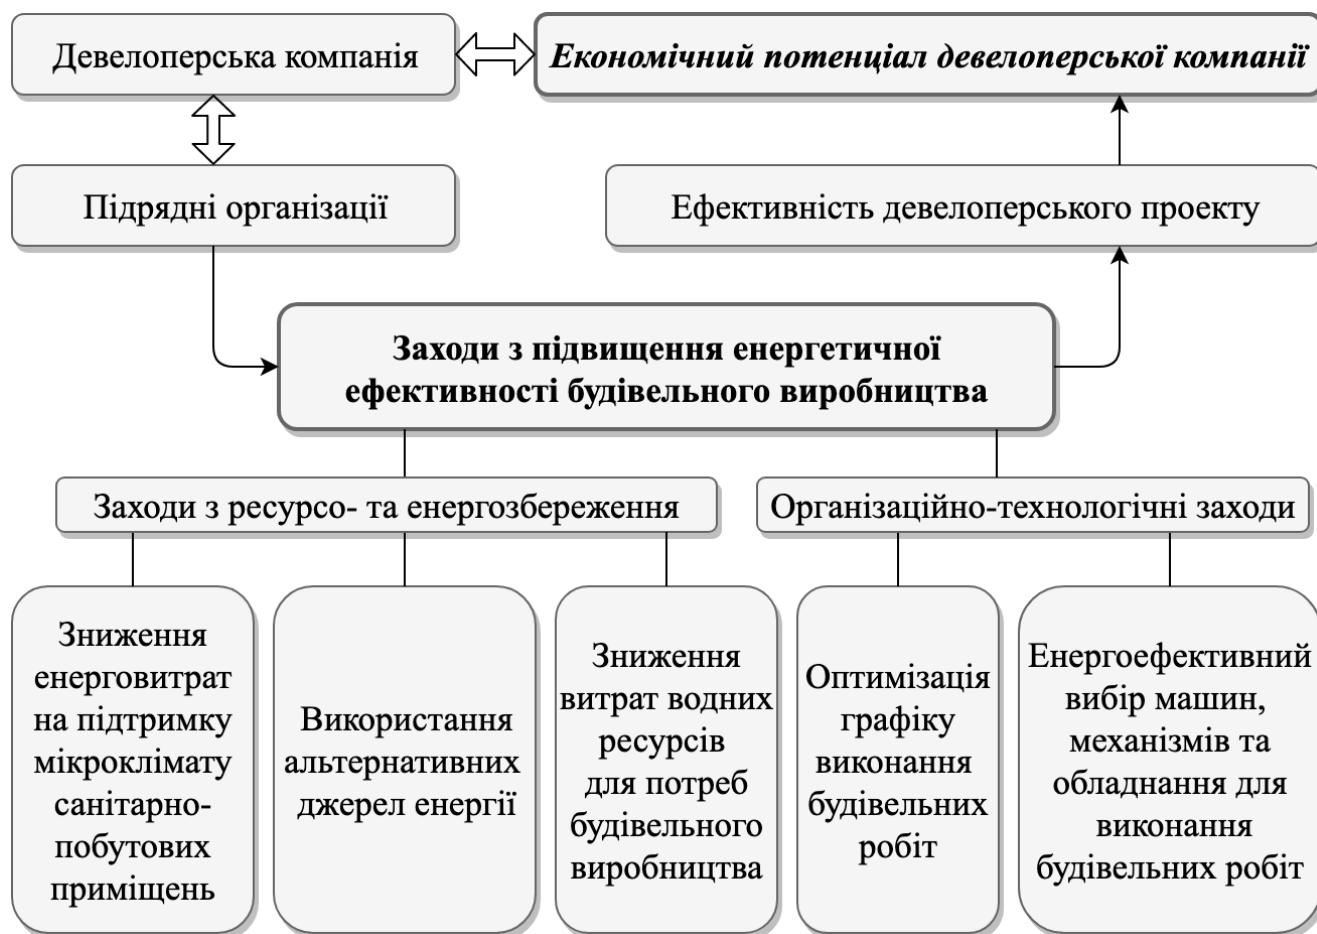 Девелоперська компанія
Економічний потенціал девелоперської компанії
Підрядні організації
Ефективність девелоперського проекту
Заходи з підвищення енергетичної
ефективності будівельного виробництва
Заходи з ресурсо- та енергозбереження
Організаційно-технологічні заходи
Зниження
енерговитрат
на підтримку
мікроклімату
санітарно-
побутових
приміщень
Використання
альтернативних
джерел енергії
Зниження
витрат водних
ресурсів
для потреб
будівельного
виробництва
Оптимізація
графіку
виконання
будівельних
робіт
Енергоефективний
вибір машин,
механізмів та
обладнання для
виконання
будівельних робіт